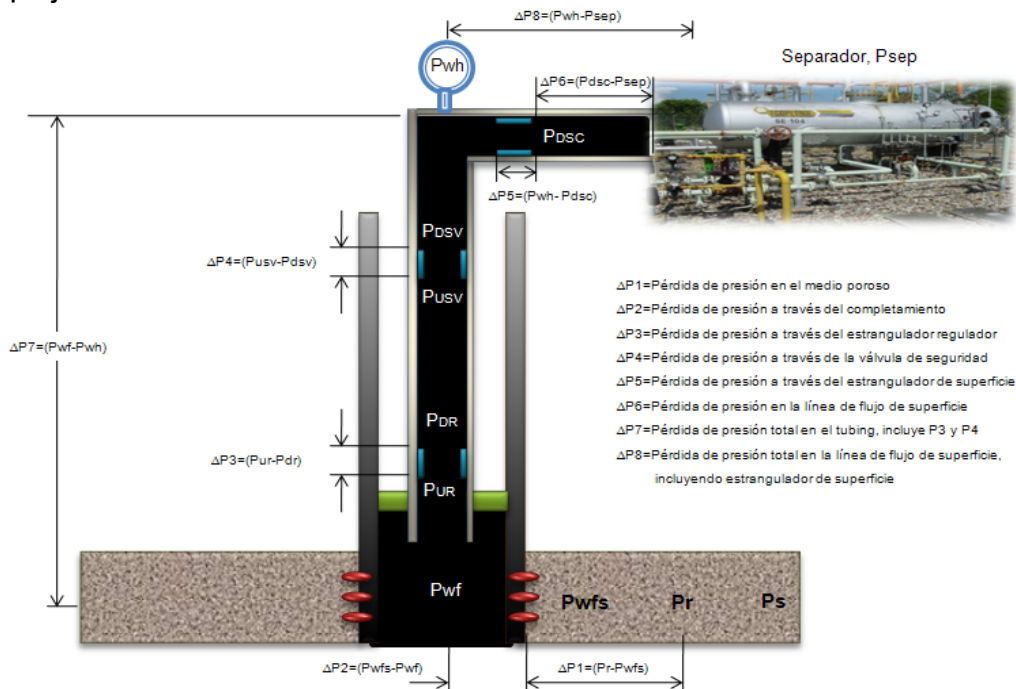 ΔP8=(Pwh-Psep)
Separador, Psep
Pwh
ΔP6=(Pdsc-Psep)
PDSC
ΔP5=(Pwh- Pdsc)
PDSV
ΔP4=(Pusv-Pdsv)
PUSV
ΔP7=(Pwf-Pwh)
ΔP1=Pérdida de presión en el medio poroso
ΔP2=Pérdida de presión a través del completamiento
ΔP3=Pérdida de presión a través del estrangulador regulador
ΔP4=Pérdida de presión a través de la válvula de seguridad
ΔP5=Pérdida de presión a través del estrangulador de superficie
ΔP6=Pérdida de presión en la línea de flujo de superficie
ΔP7=Pérdida de presión total en el tubing, incluye P3 y P4
ΔP8=Pérdida de presión total en la línea de flujo de superficie,
incluyendo estrangulador de superficie
PDR
ΔP3=(Pur-Pdr)
PUR
Pwf
Pwfs
Pr
Ps
ΔP2=(Pwfs-Pwf)
ΔP1=(Pr-Pwfs)